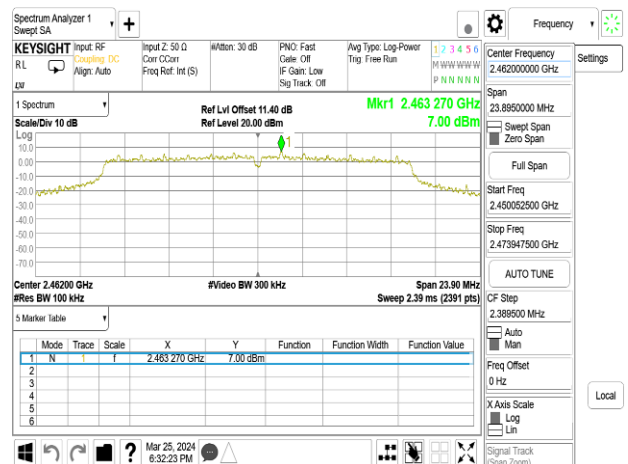 Spectrum Analyzer 1
Swept SA
+
Frequency
KEYSIGHT
Input: RF
Coupling: DC
Align: Auto
Input Z: 50 Ω
Corr CCorr
Freq Ref: Int (S)
#Atten: 30 dB
PNO: Fast
Gate: Off
IF Gain: Low
Sig Track: Off
Avg Type: Log-Power
Trig: Free Run
1 2 3 4 5 6
M W W W W W
P N N N N N
RL
Center Frequency
2.462000000 GHz
Settings
Span
23.8950000 MHz
Swept Span
Zero Span
Full Span
Start Freq
2.450052500 GHz
Stop Freq
2.473947500 GHz
AUTO TUNE
CF Step
2.389500 MHz
Auto
Man
Freq Offset
0 Hz
X Axis Scale
Log
Lin
Signal Track
(Span Zoom)
Local
1 Spectrum
Scale/Div 10 dB
Ref Lvl Offset 11.40 dB
Ref Level 20.00 dBm
Mkr1 2.463 270 GHz
7.00 dBm
Log
10.0
0.00
-10.0
-20.0
-30.0
-40.0
-50.0
-60.0
-70.0
1
Center 2.46200 GHz
#Res BW 100 kHz
#Video BW 300 kHz
Span 23.90 MHz
Sweep 2.39 ms (2391 pts)
5 Marker Table
Mode Trace Scale X Y Function Function Width Function Value
1 N 1 f 2.463 270 GHz 7.00 dBm
2
3
4
5
6
?
Mar 25, 2024
6:32:23 PM